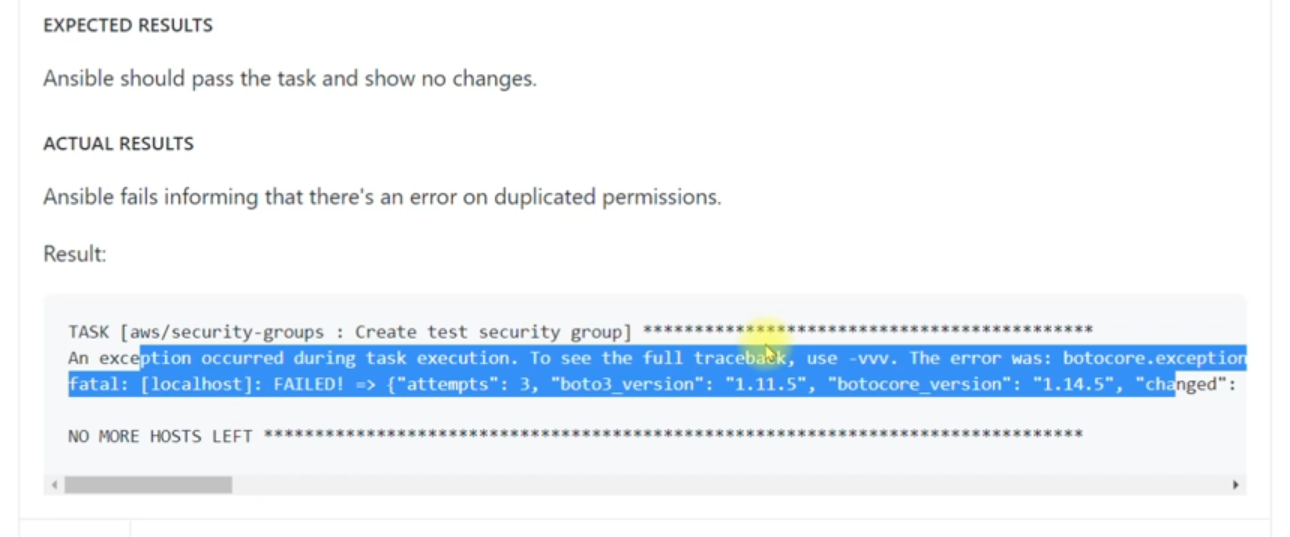 EXPECTED RESULTS
Ansible should pass the task and show no changes.
ACTUAL RESULTS
Ansible fails informing that there's an error on duplicated permissions.
Result:
TASK [aws/security-groups : Create test security group] ********************************************
An exception occurred during task execution. To see the full traceback, use -vvv. The error was: botocore.exception
fatal: [localhost]: FAILED! => {"attempts": 3, "boto3_version": "1.11.5", "botocore_version": "1.14.5", "changed":
NO MORE HOSTS LEFT ********************************************************************************